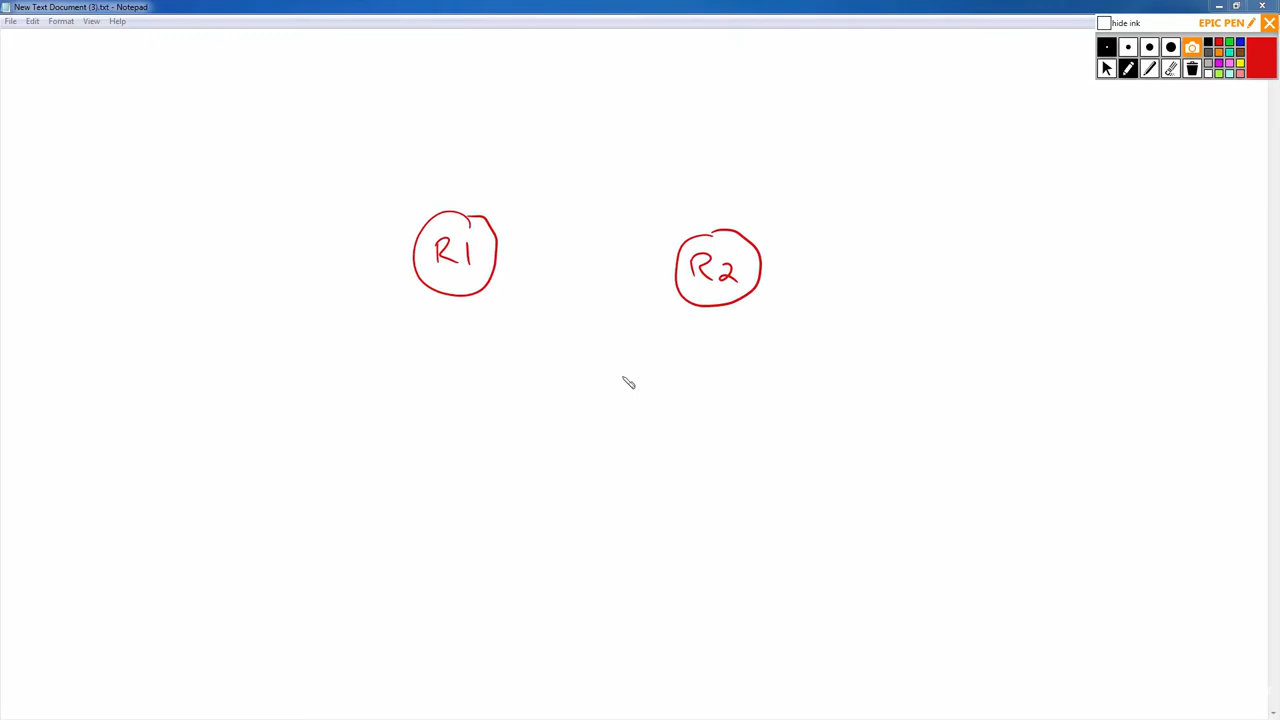 New Text Document (3).txt - Notepad
File Edit Format View Help
hide ink EPIC PEN
R1
R2